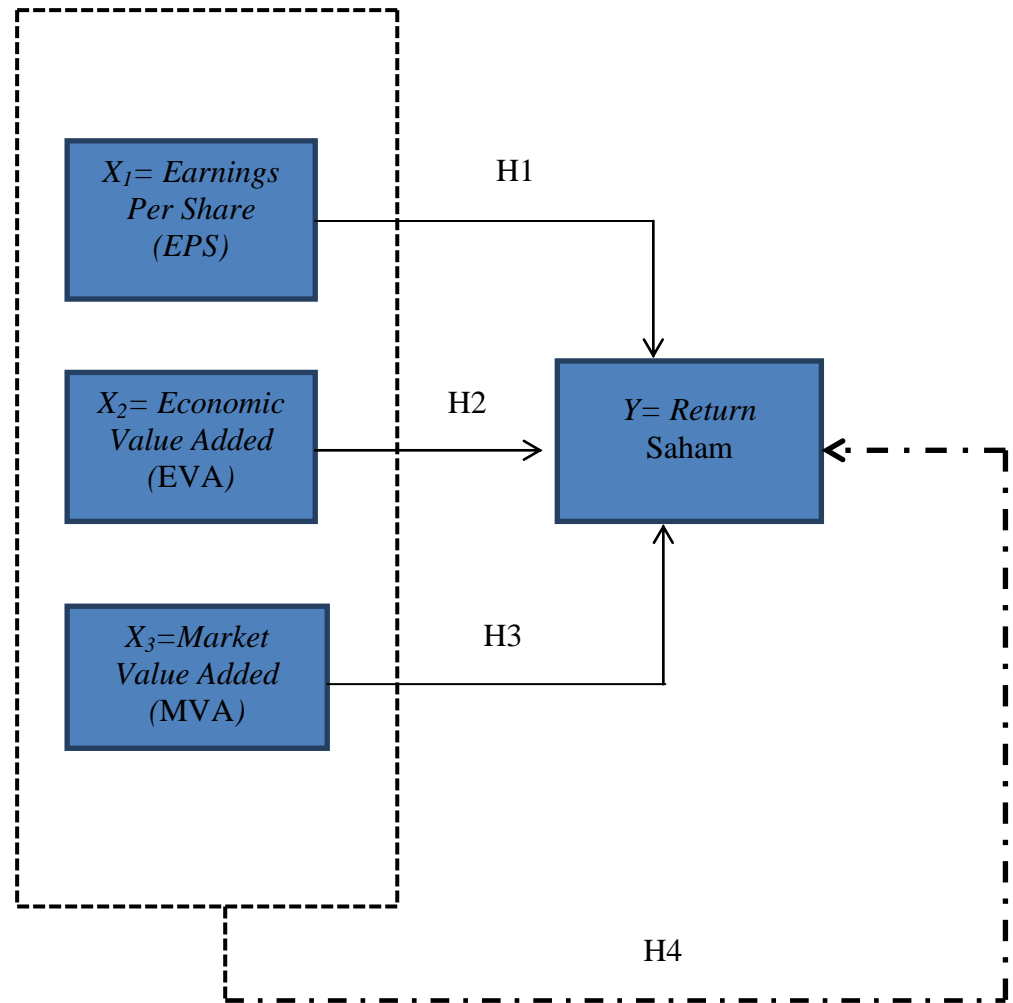 X₁= Earnings
Per Share
(EPS)
H1
X₂= Economic
Value Added
(EVA)
H2
Y= Return
Saham
X₃=Market
Value Added
(MVA)
H3
H4